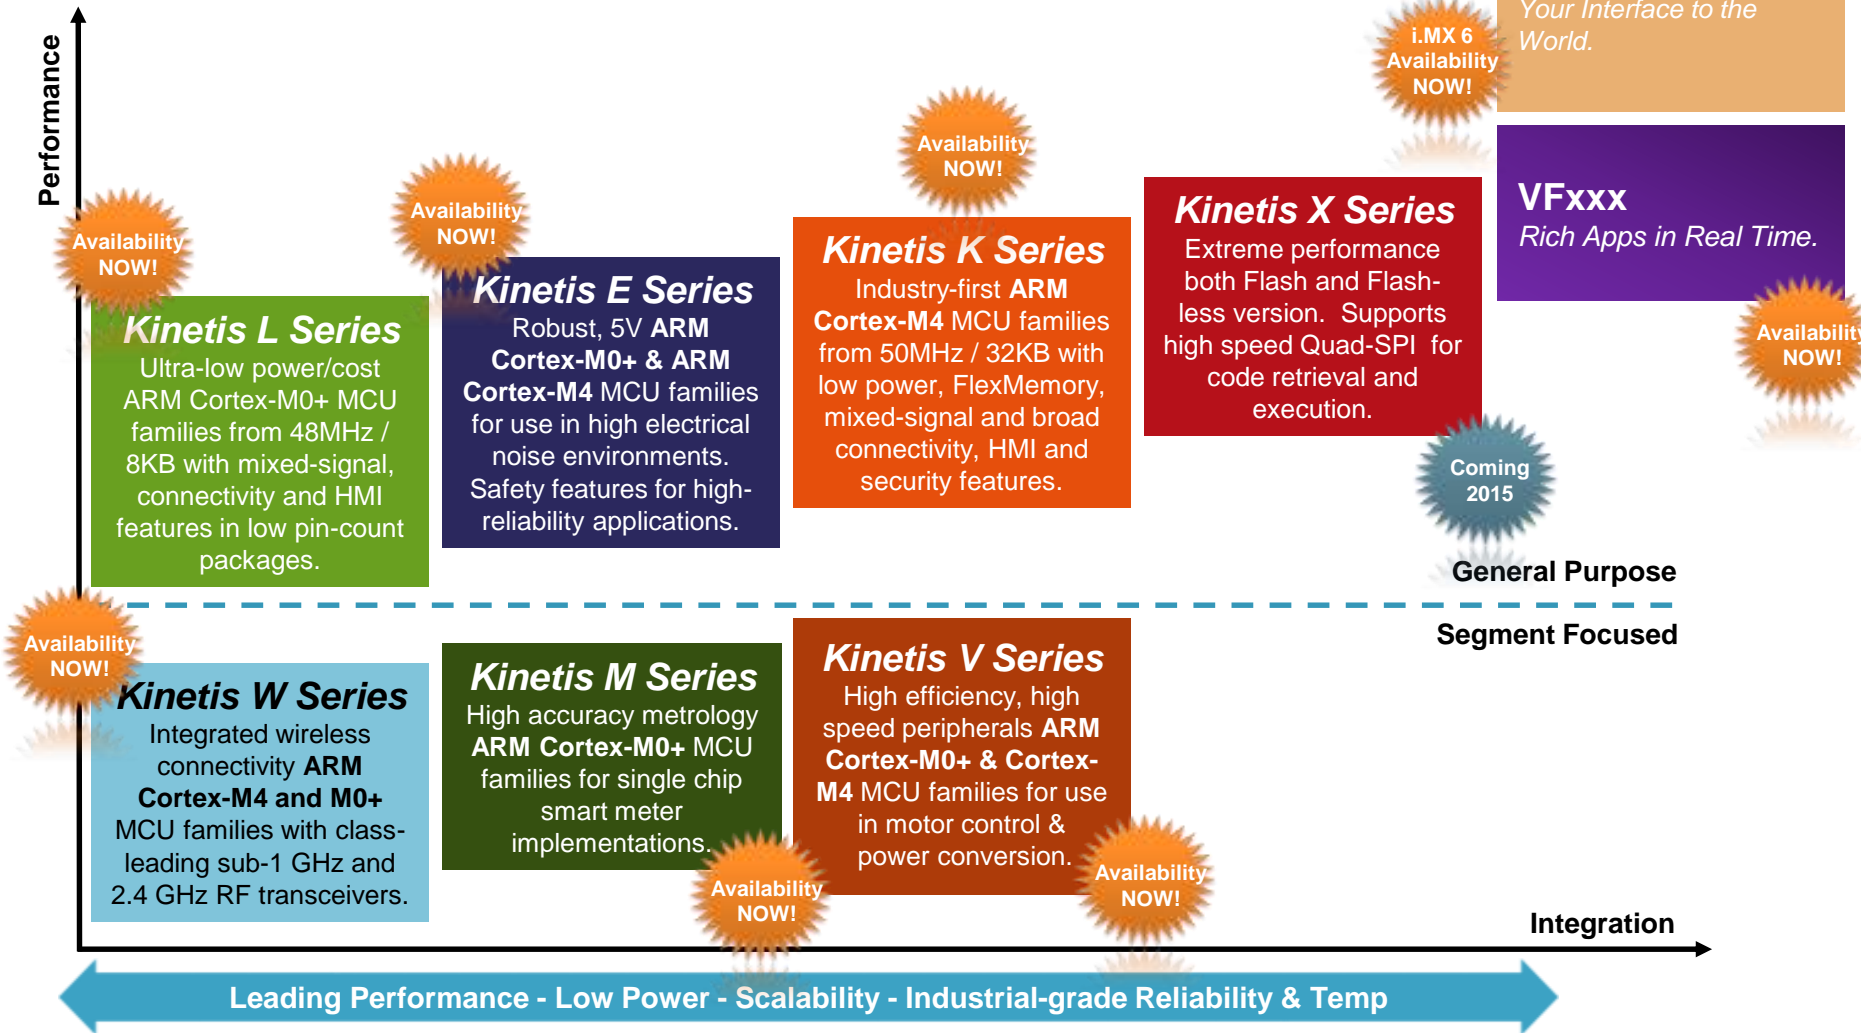 Performance
Your Interface to the
World.
i.MX 6
Availability
NOW!
VFxxx
Rich Apps in Real Time.
Availability
NOW!
Availability
NOW!
Kinetis L Series
Ultra-low power/cost
ARM Cortex-M0+ MCU
families from 48MHz /
8KB with mixed-signal,
connectivity and HMI
features in low pin-count
packages.
Availability
NOW!
Kinetis E Series
Robust, 5V ARM
Cortex-M0+ & ARM
Cortex-M4 MCU families
for use in high electrical
noise environments.
Safety features for high-
reliability applications.
Availability
NOW!
Kinetis K Series
Industry-first ARM
Cortex-M4 MCU families
from 50MHz / 32KB with
low power, FlexMemory,
mixed-signal and broad
connectivity, HMI and
security features.
Kinetis X Series
Extreme performance
both Flash and Flash-
less version. Supports
high speed Quad-SPI for
code retrieval and
execution.
Coming
2015
General Purpose
Segment Focused
Availability
NOW!
Kinetis W Series
Integrated wireless
connectivity ARM
Cortex-M4 and M0+
MCU families with class-
leading sub-1 GHz and
2.4 GHz RF transceivers.
Kinetis M Series
High accuracy metrology
ARM Cortex-M0+ MCU
families for single chip
smart meter
implementations.
Availability
NOW!
Kinetis V Series
High efficiency, high
speed peripherals ARM
Cortex-M0+ & Cortex-
M4 MCU families for use
in motor control &
power conversion.
Availability
NOW!
Integration
Leading Performance - Low Power - Scalability - Industrial-grade Reliability & Temp